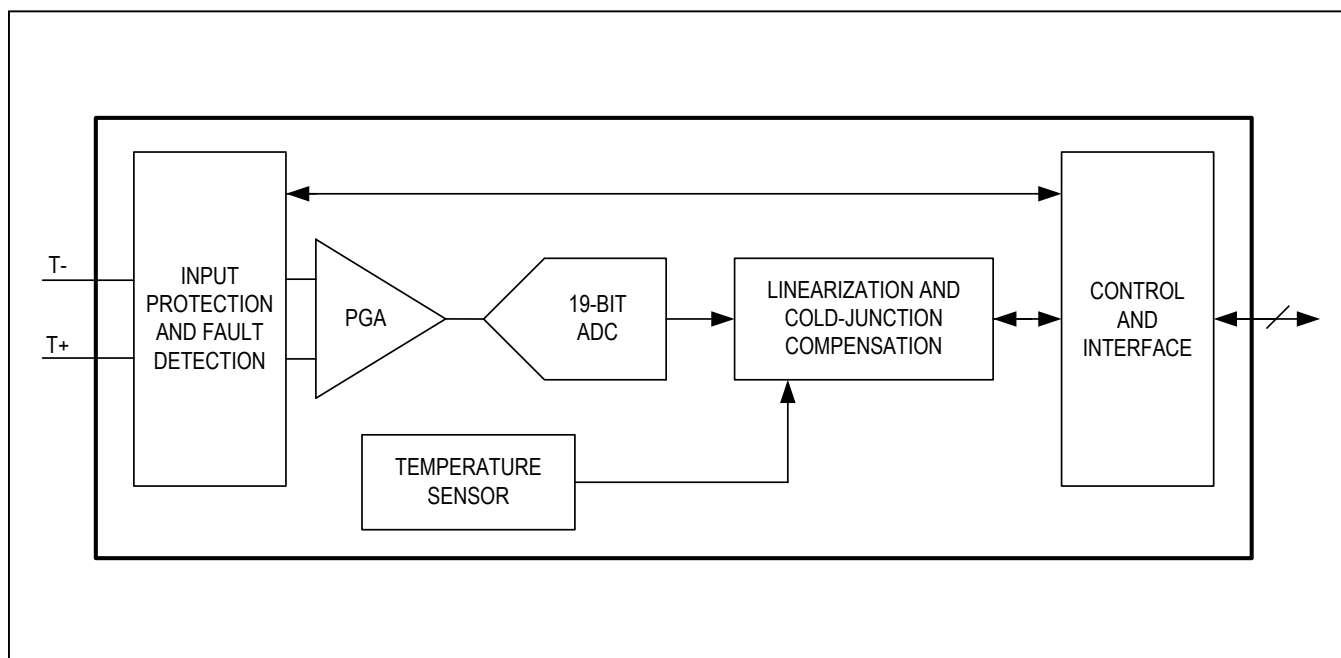 T-
T+
INPUT
PROTECTION
AND FAULT
DETECTION
PGA
19-BIT
ADC
LINEARIZATION AND
COLD-JUNCTION
COMPENSATION
CONTROL
AND
INTERFACE
TEMPERATURE
SENSOR